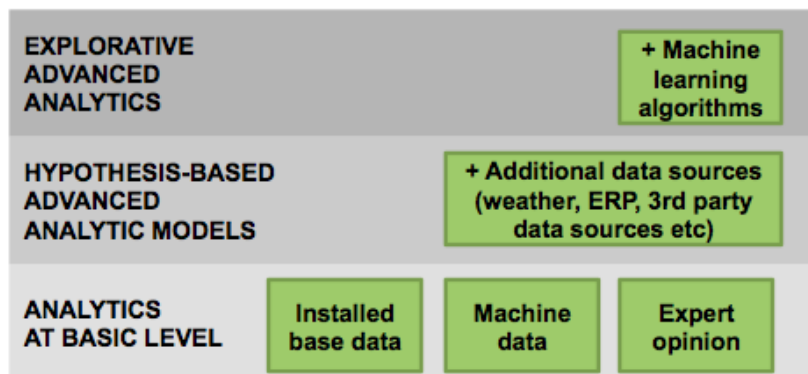 EXPLORATIVE
ADVANCED
ANALYTICS
+ Machine
learning
algorithms
HYPOTHESIS-BASED
ADVANCED
ANALYTIC MODELS
+ Additional data sources
(weather, ERP, 3rd party
data sources etc)
ANALYTICS
AT BASIC LEVEL
Installed
base data
Machine
data
Expert
opinion